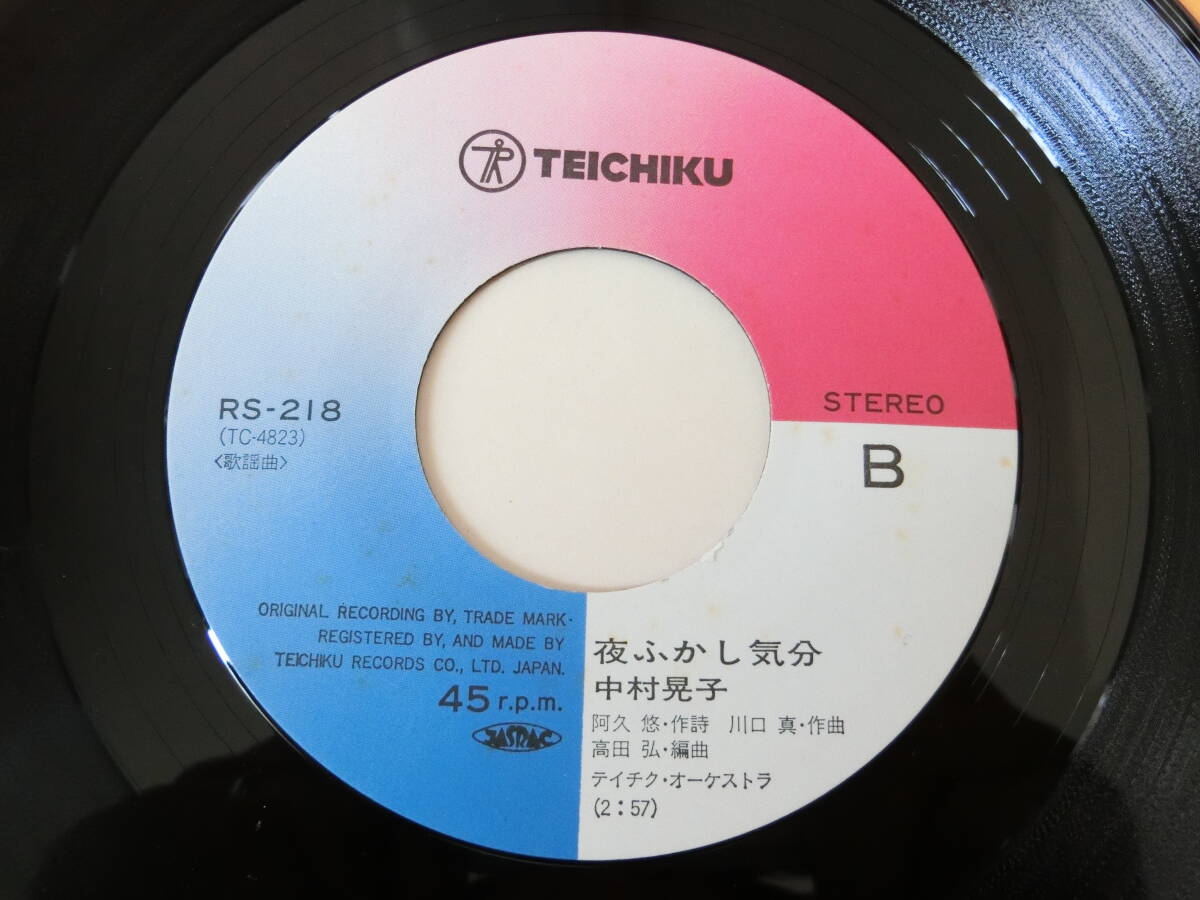 TEICHIKU
RS-218
(TC-4823)
〈歌謡曲〉
STEREO
B
ORIGINAL RECORDING BY, TRADE MARK·
REGISTERED BY, AND MADE BY
TEICHIKU RECORDS CO., LTD. JAPAN.
45 r.p.m.
JASRAC
夜ふかし気分
中村晃子
阿久 悠・作詩 川口 真・作曲
高田 弘・編曲
テイチク・オーケストラ
(2:57)